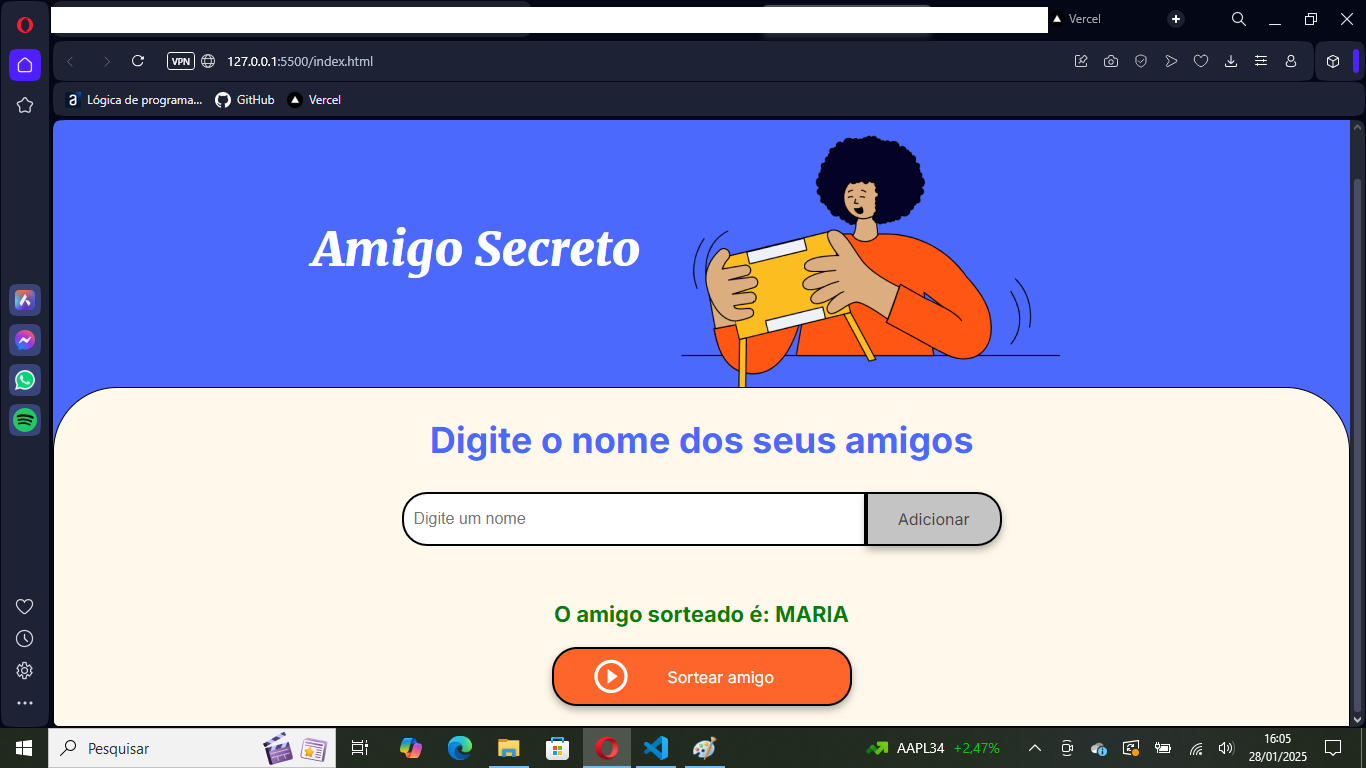 Vercel
VPN 127.0.0.1:5500/index.html
Lógica de programa... GitHub Vercel
Amigo Secreto
Digite o nome dos seus amigos
Digite um nome Adicionar
O amigo sorteado é: MARIA
Sortear amigo
Pesquisar AAPL34 +2,47% 16:05
28/01/2025